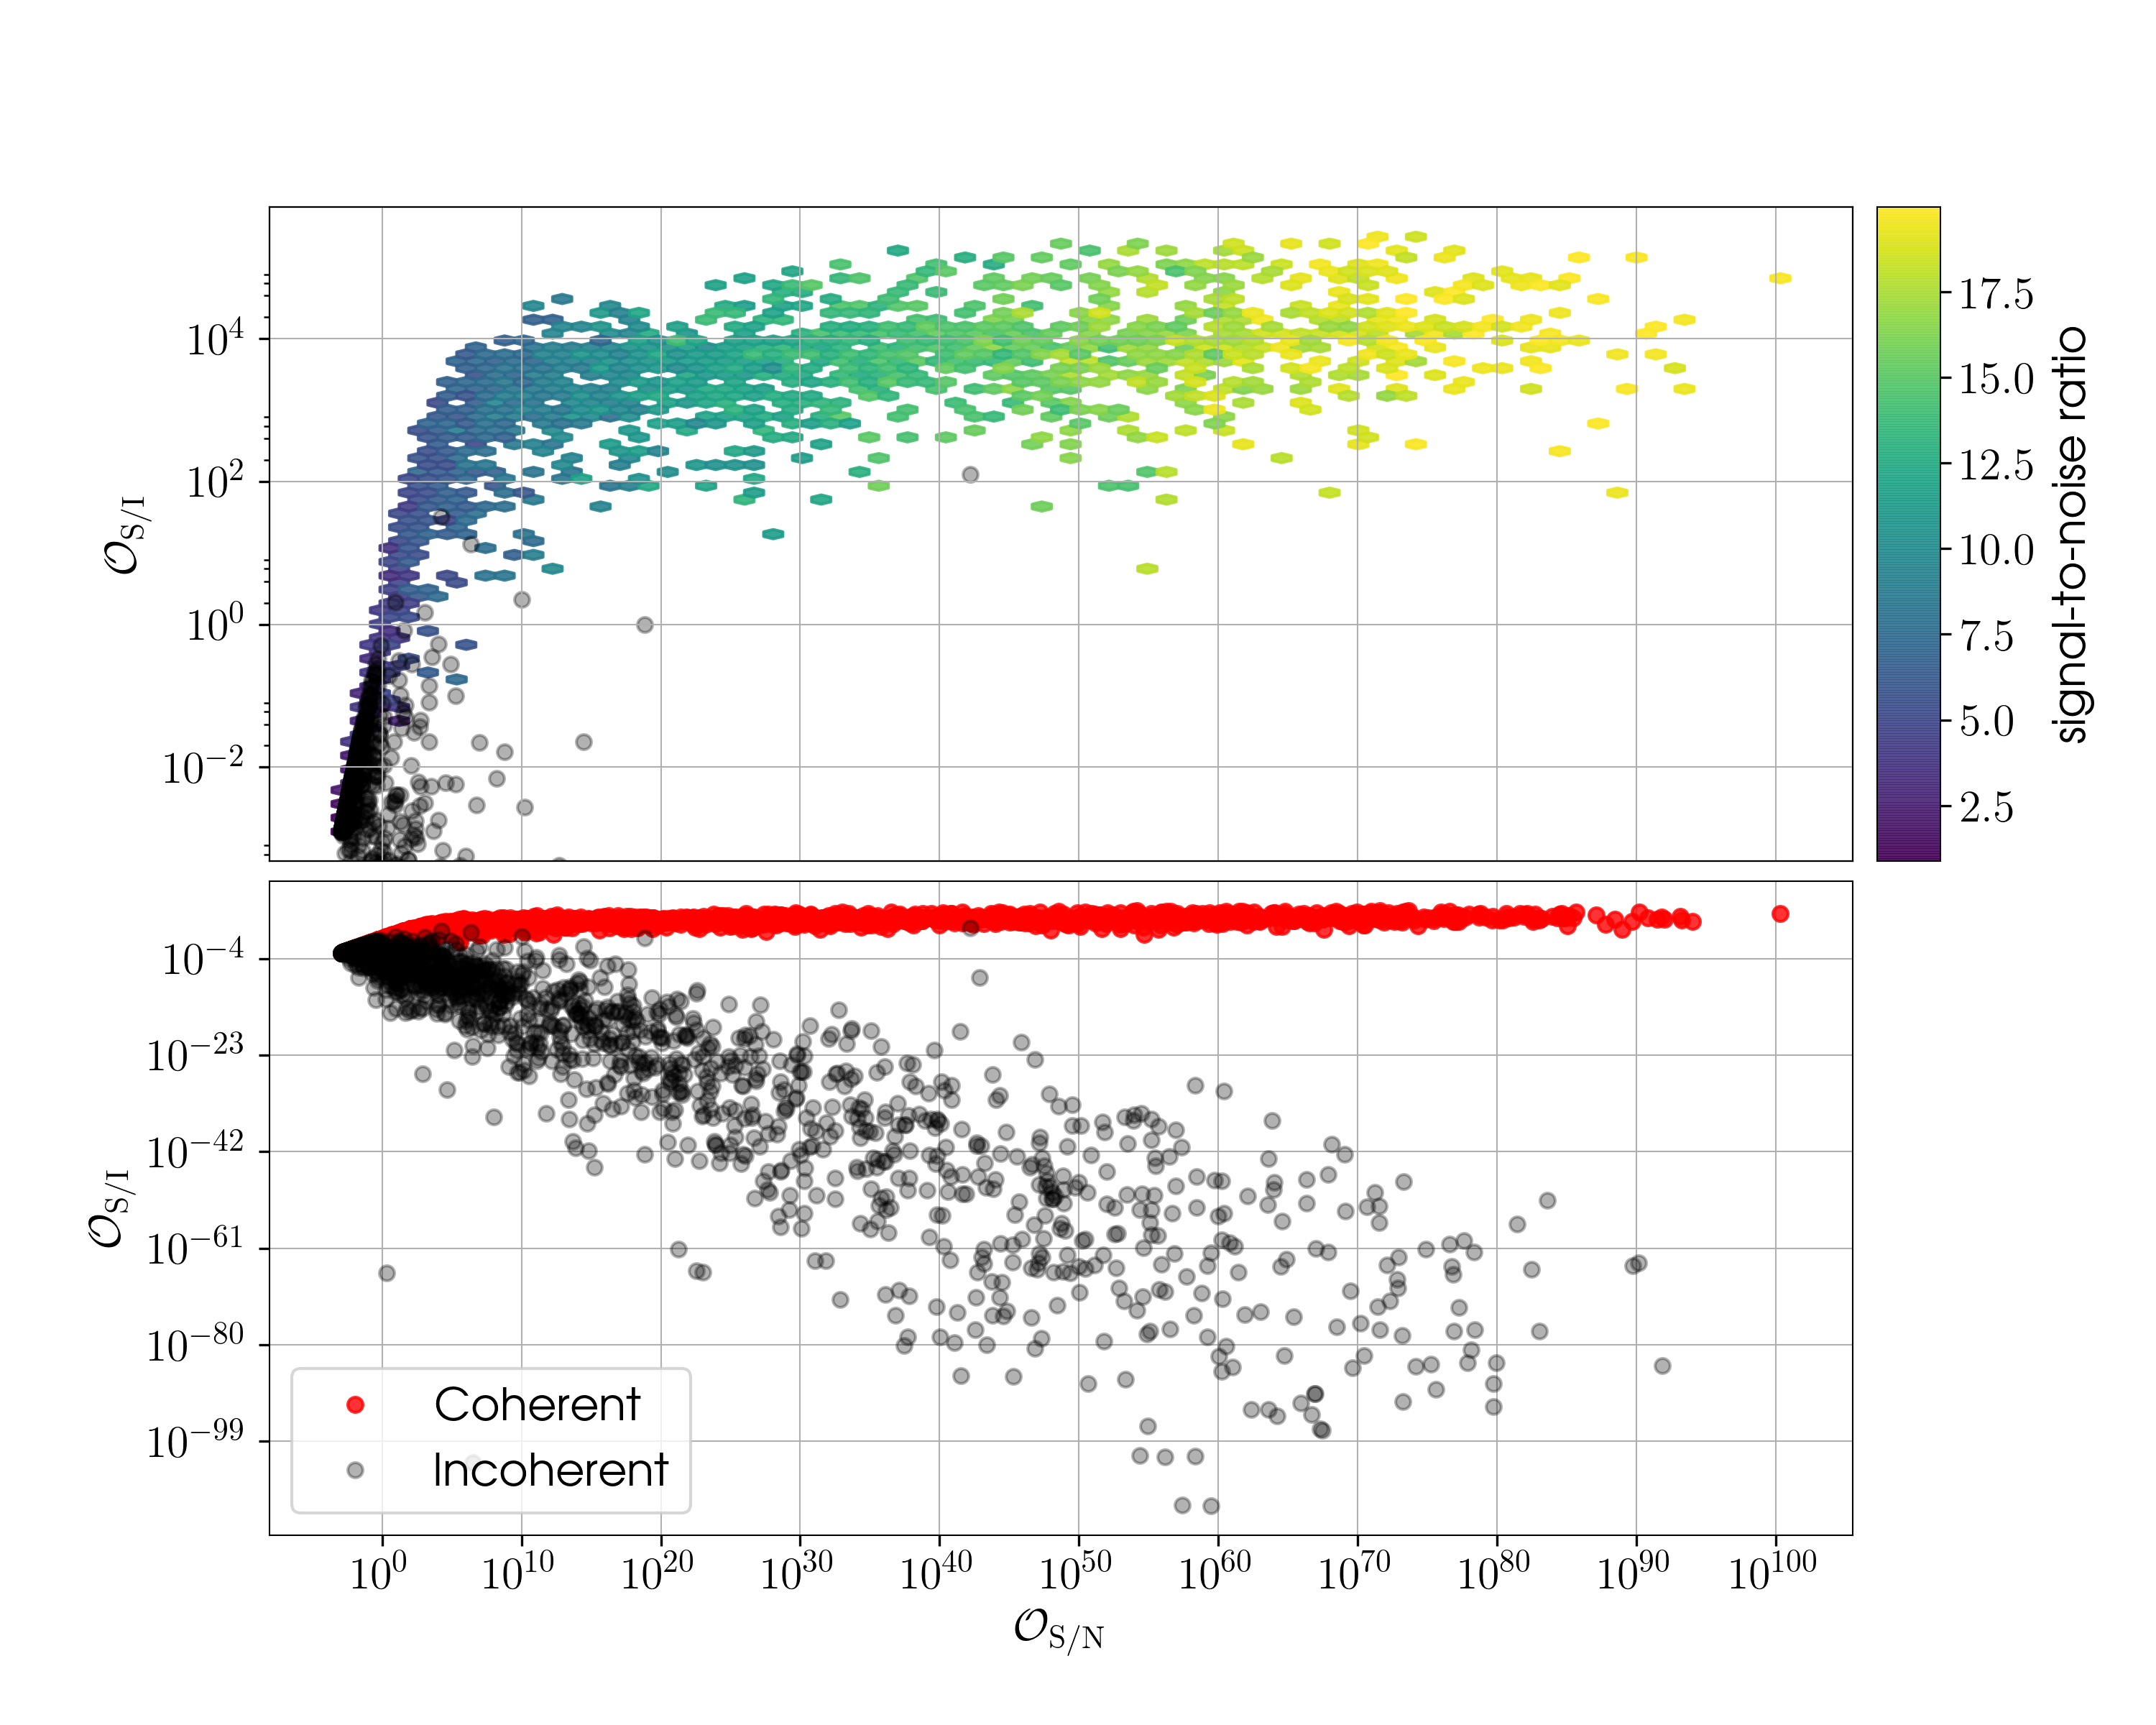 10^4
10^2
10^0
10^{-2}
𝒪_{S/I}
17.5
15.0
12.5
10.0
7.5
5.0
2.5
signal-to-noise ratio
10^{-4}
10^{-23}
10^{-42}
10^{-61}
10^{-80}
10^{-99}
𝒪_{S/I}
Coherent
Incoherent
10^0 10^{10} 10^{20} 10^{30} 10^{40} 10^{50} 10^{60} 10^{70} 10^{80} 10^{90} 10^{100}
𝒪_{S/N}